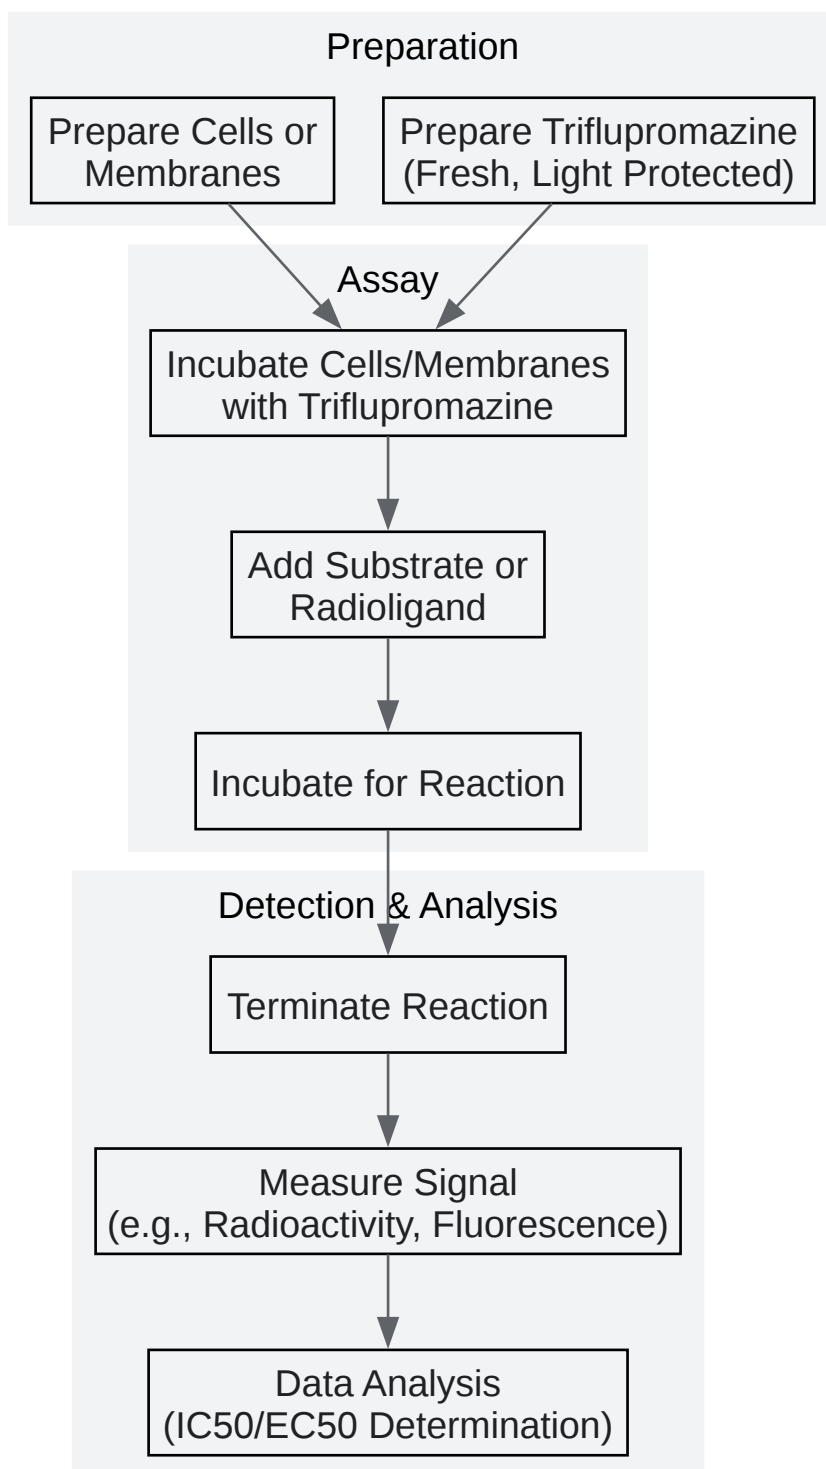 Preparation
Prepare Cells or
Membranes
Prepare Triflupromazine
(Fresh, Light Protected)
Assay
Incubate Cells/Membranes
with Triflupromazine
Add Substrate or
Radioligand
Incubate for Reaction
Detection & Analysis
Terminate Reaction
Measure Signal
(e.g., Radioactivity, Fluorescence)
Data Analysis
(IC50/EC50 Determination)